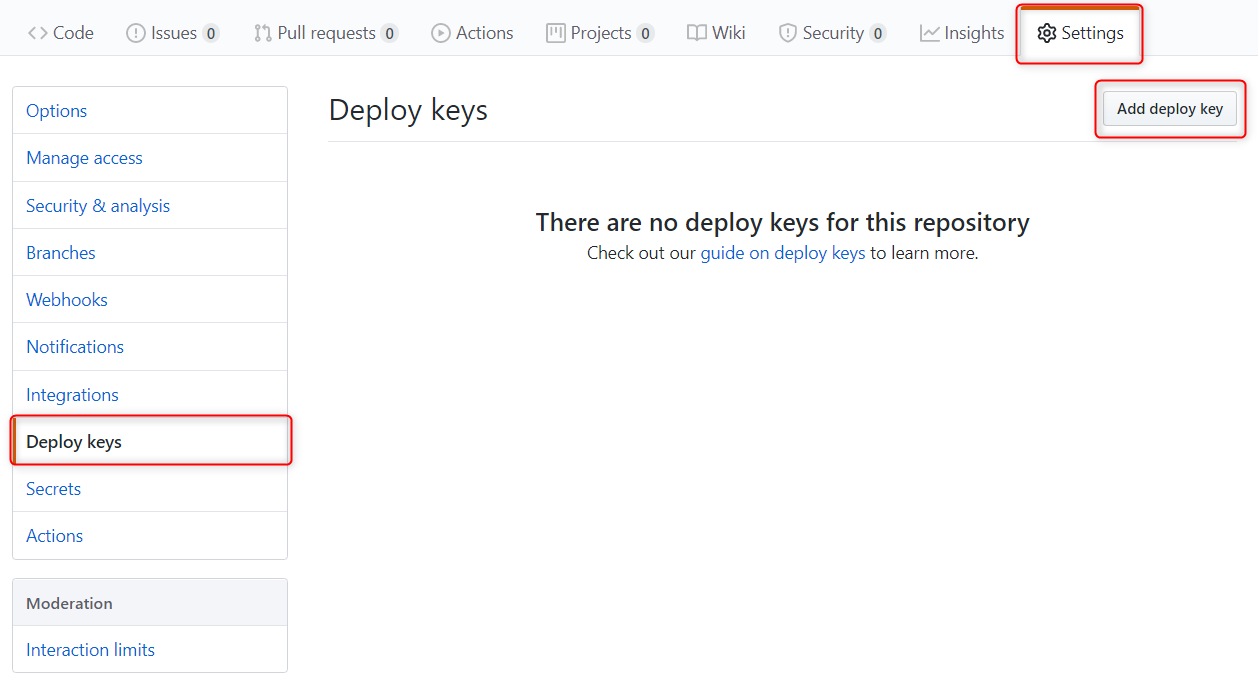 Code Issues 0 Pull requests 0 Actions Projects 0 Wiki Security 0 Insights Settings
Options
Manage access
Security & analysis
Branches
Webhooks
Notifications
Integrations
Deploy keys
Secrets
Actions
Moderation
Interaction limits
Deploy keys
Add deploy key
There are no deploy keys for this repository
Check out our guide on deploy keys to learn more.